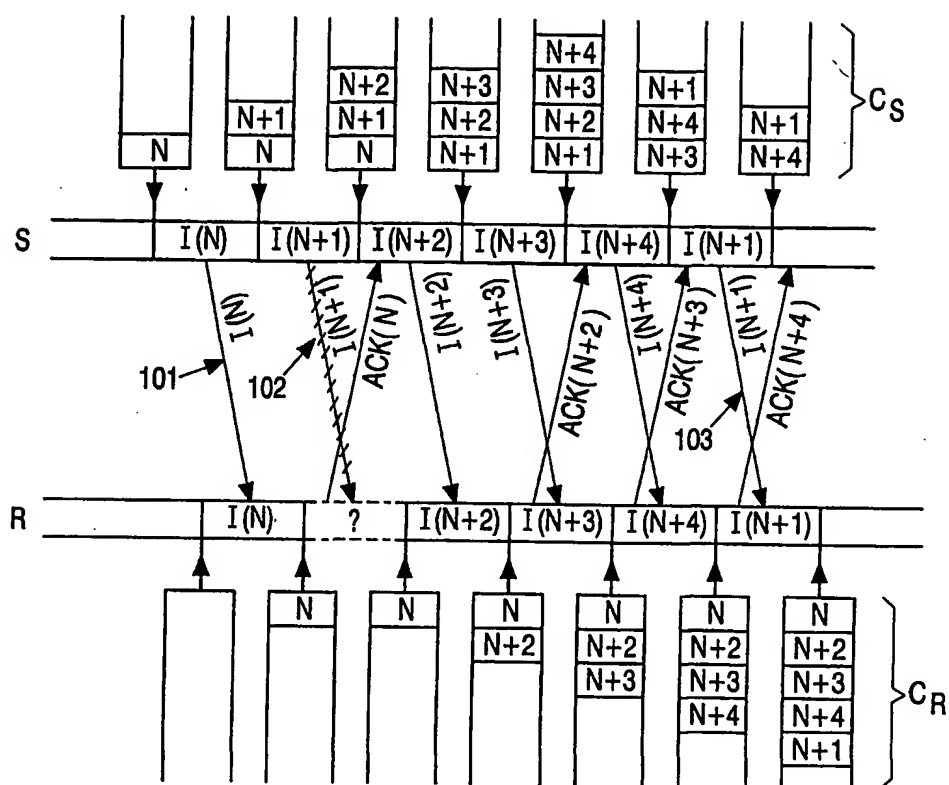 N+4
N+2 N+3 N+3 N+1
N+1 N+1 N+2 N+2 N+4 N+1
N N N N+1 N+1 N+3 N+4
CS
S I(N) I(N+1) I(N+2) I(N+3) I(N+4) I(N+1)
I(N)
I(N+1)
ACK(N)
I(N+2)
I(N+3)
ACK(N+2)
I(N+4)
ACK(N+3)
I(N+1)
ACK(N+4)
101
102
103
R I(N) ? I(N+2) I(N+3) I(N+4) I(N+1)
N N N N N N
N+2 N+2 N+2 N+2
N+3 N+3 N+3
N+4 N+4
N+1
CR